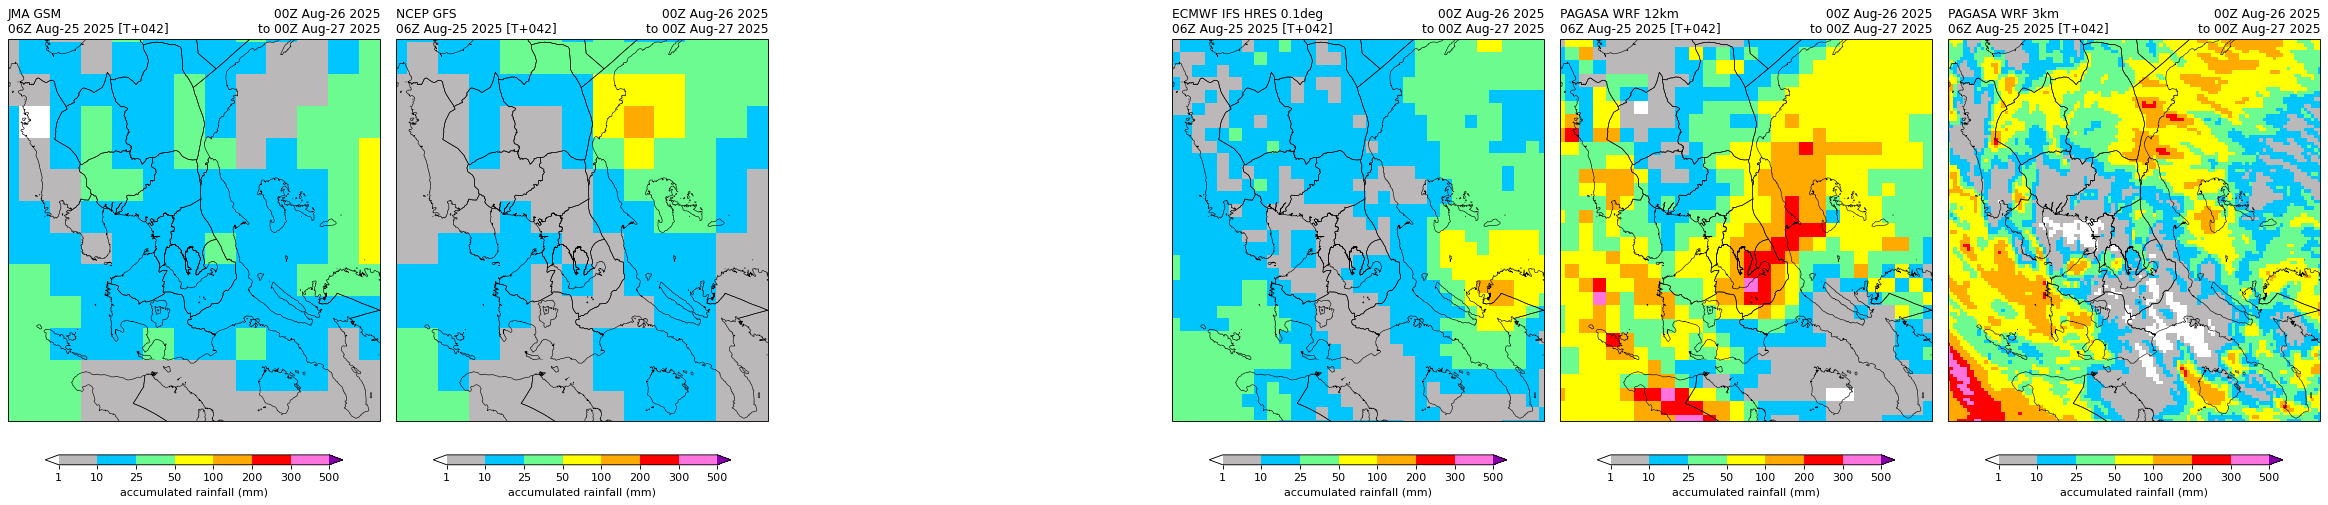 JMA GSM 00Z Aug-26 2025
06Z Aug-25 2025 [T+042] to 00Z Aug-27 2025
1 10 25 50 100 200 300 500
accumulated rainfall (mm)
NCEP GFS 00Z Aug-26 2025
06Z Aug-25 2025 [T+042] to 00Z Aug-27 2025
1 10 25 50 100 200 300 500
accumulated rainfall (mm)
ECMWF IFS HRES 0.1deg 00Z Aug-26 2025
06Z Aug-25 2025 [T+042] to 00Z Aug-27 2025
1 10 25 50 100 200 300 500
accumulated rainfall (mm)
PAGASA WRF 12km 00Z Aug-26 2025
06Z Aug-25 2025 [T+042] to 00Z Aug-27 2025
1 10 25 50 100 200 300 500
accumulated rainfall (mm)
PAGASA WRF 3km 00Z Aug-26 2025
06Z Aug-25 2025 [T+042] to 00Z Aug-27 2025
1 10 25 50 100 200 300 500
accumulated rainfall (mm)